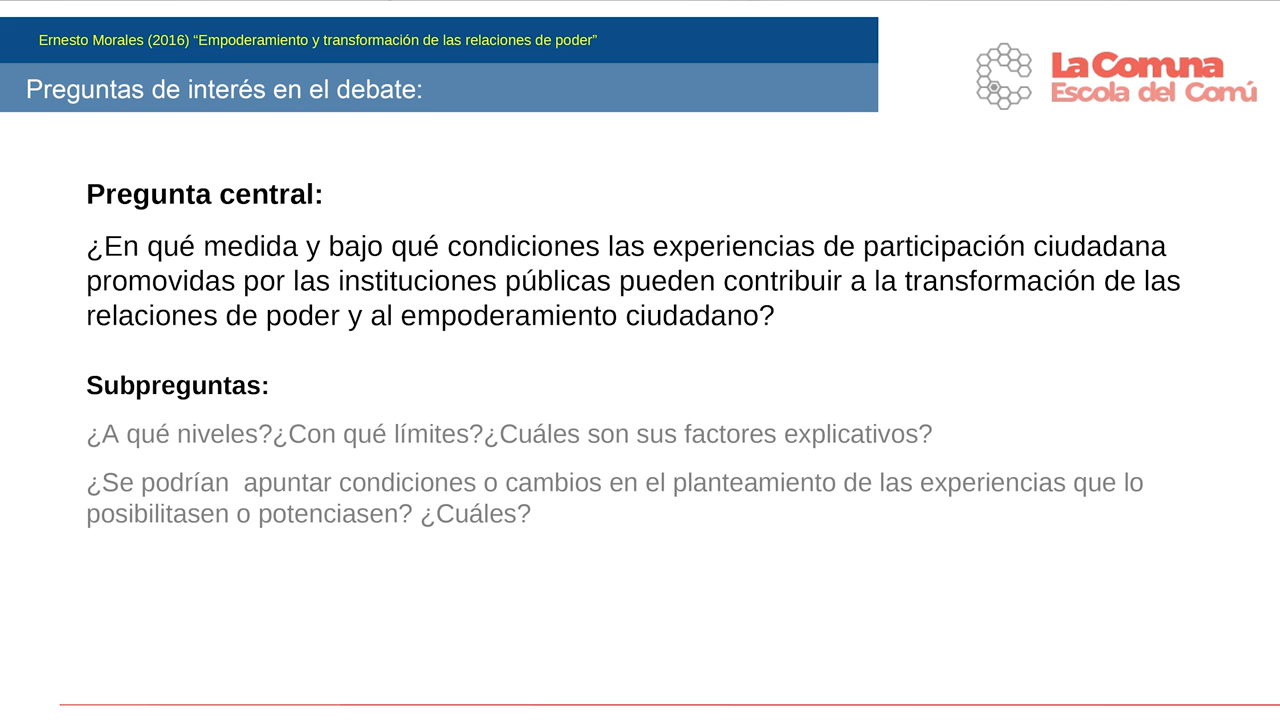 Ernesto Morales (2016) “Empoderamiento y transformación de las relaciones de poder”
Preguntas de interés en el debate:
La Comuna
Escola del Comú
Pregunta central:
¿En qué medida y bajo qué condiciones las experiencias de participación ciudadana
promovidas por las instituciones públicas pueden contribuir a la transformación de las
relaciones de poder y al empoderamiento ciudadano?
Subpreguntas:
¿A qué niveles?¿Con qué límites?¿Cuáles son sus factores explicativos?
¿Se podrían  apuntar condiciones o cambios en el planteamiento de las experiencias que lo
posibilitasen o potenciasen? ¿Cuáles?